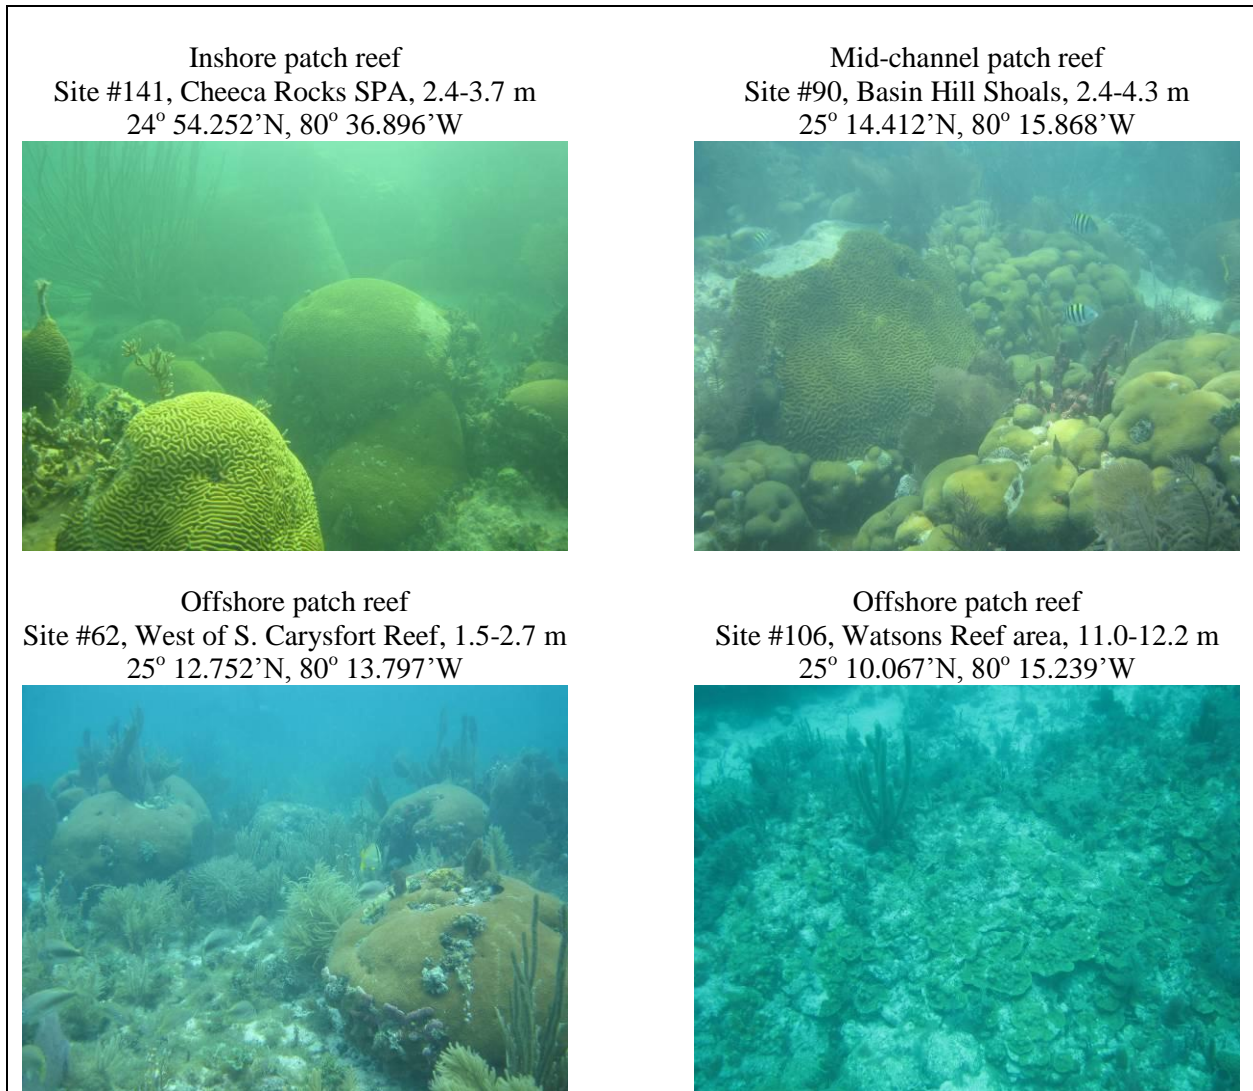 Inshore patch reef
Site #141, Cheeca Rocks SPA, 2.4-3.7 m
24° 54.252’N, 80° 36.896’W
Mid-channel patch reef
Site #90, Basin Hill Shoals, 2.4-4.3 m
25° 14.412’N, 80° 15.868’W
Offshore patch reef
Site #62, West of S. Carysfort Reef, 1.5-2.7 m
25° 12.752’N, 80° 13.797’W
Offshore patch reef
Site #106, Watsons Reef area, 11.0-12.2 m
25° 10.067’N, 80° 15.239’W